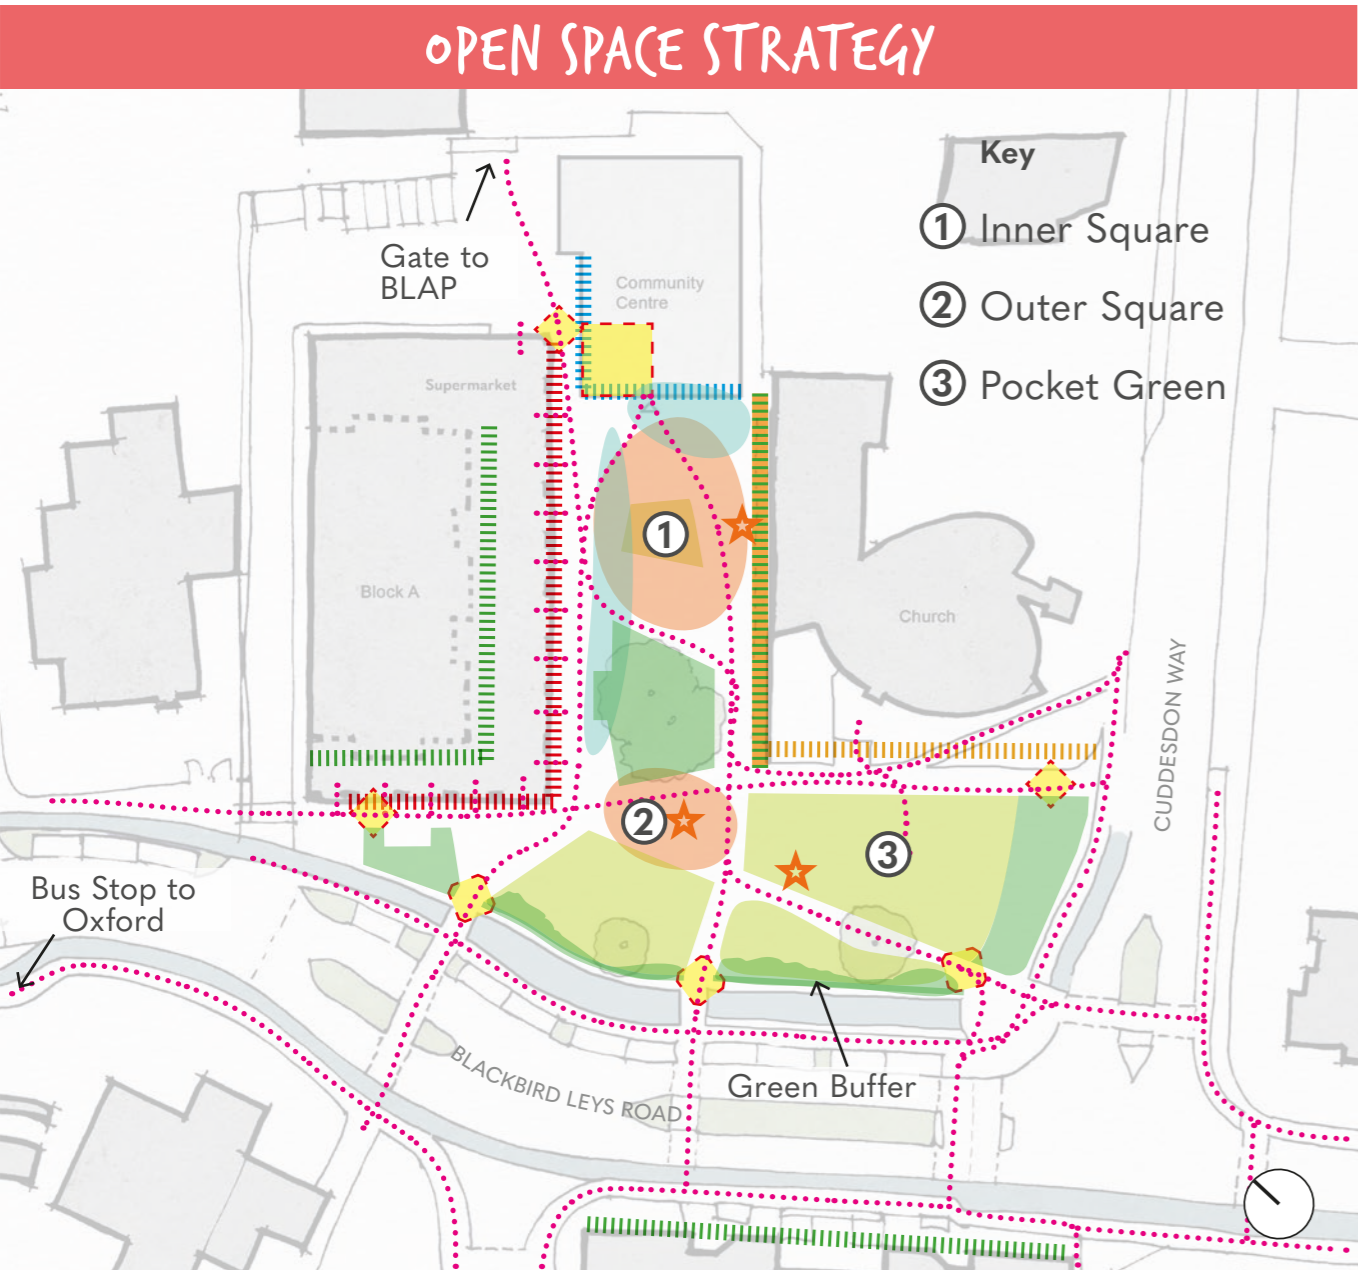 OPEN SPACE STRATEGY
Key
1 Inner Square
2 Outer Square
3 Pocket Green
Gate to
BLAP
Community
Centre
Supermarket
Block A
1
Church
CUDDESDON WAY
2
3
Bus Stop to
Oxford
Green Buffer
BLACKBIRD LEYS ROAD